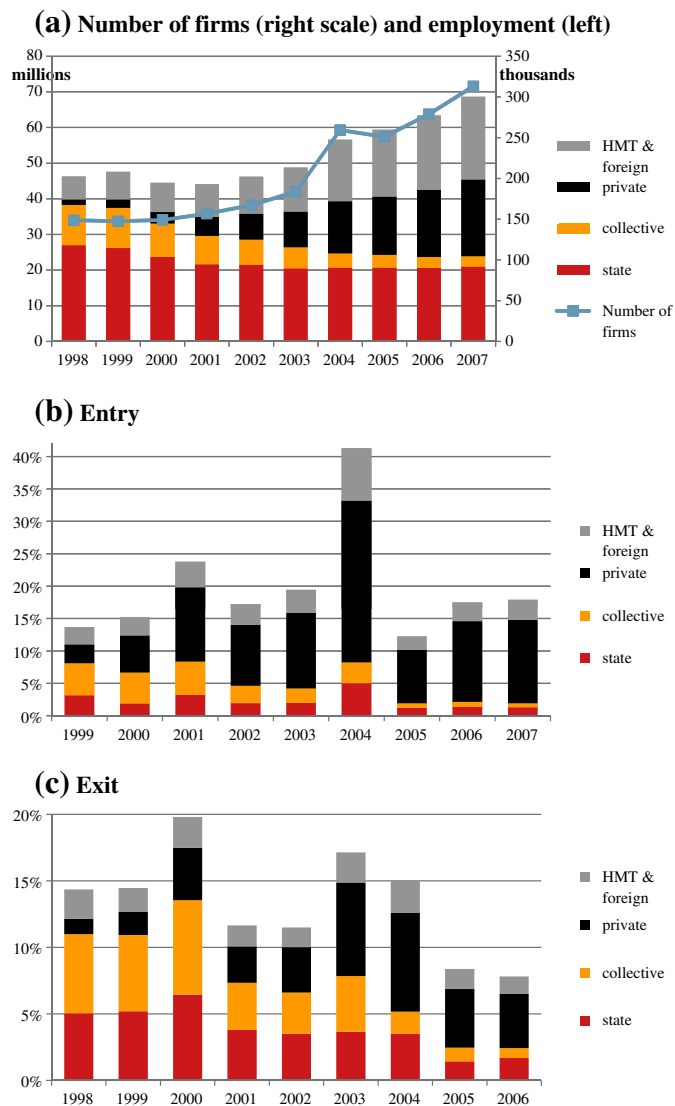 (a) Number of firms (right scale) and employment (left)
80
350
millions
thousands
70
300
60
250
50
200
40
150
30
100
20
50
10
0
0
1998 1999 2000 2001 2002 2003 2004 2005 2006 2007
HMT &
foreign
private
collective
state
Number of
firms
(b) Entry
40%
35%
30%
25%
20%
15%
10%
5%
0%
1999 2000 2001 2002 2003 2004 2005 2006 2007
HMT &
foreign
private
collective
state
(c) Exit
20%
15%
10%
5%
0%
1998 1999 2000 2001 2002 2003 2004 2005 2006
HMT &
foreign
private
collective
state